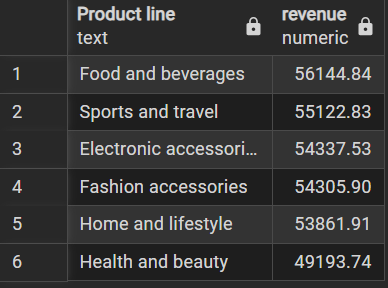 Product line revenue
text numeric
1 Food and beverages 56144.84
2 Sports and travel 55122.83
3 Electronic accessori... 54337.53
4 Fashion accessories 54305.90
5 Home and lifestyle 53861.91
6 Health and beauty 49193.74